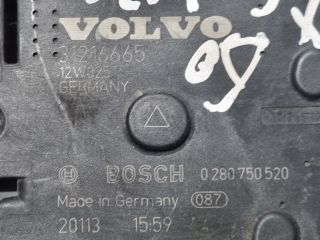 VOLVO
31216665
12W025
GERMANY
BOSCH 0 280 750 520
Made in Germany 087
20113 15:59